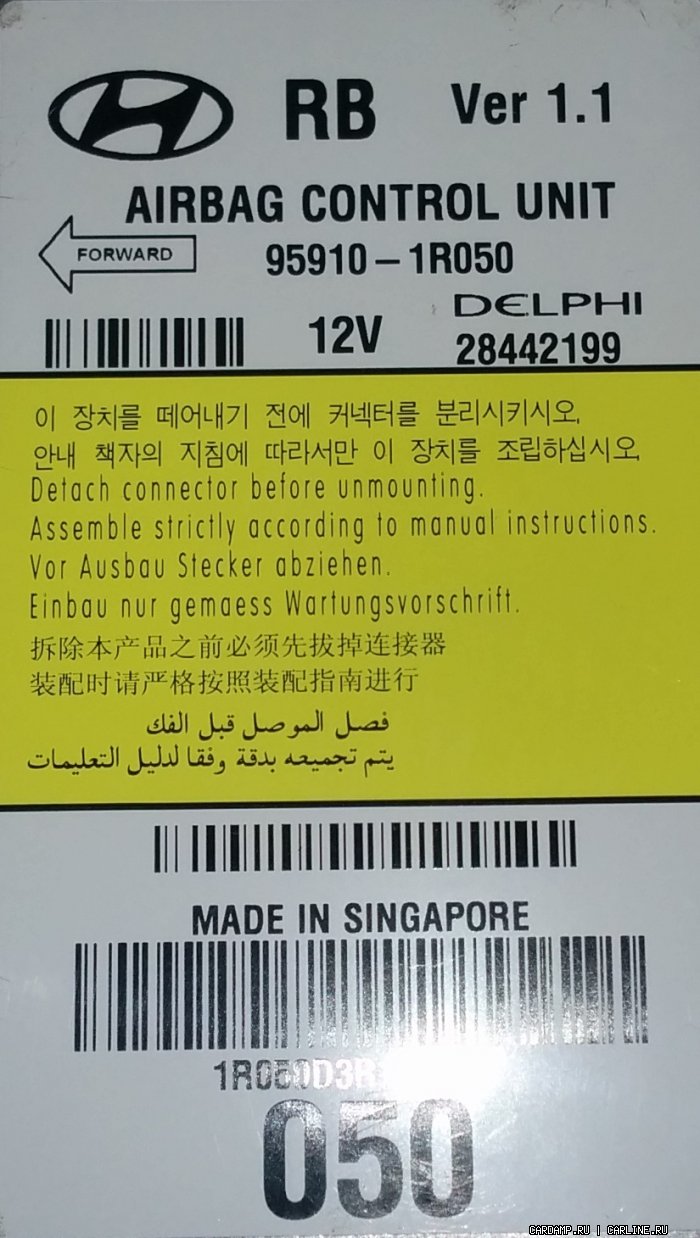 RB Ver 1.1
AIRBAG CONTROL UNIT
FORWARD
95910-1R050
12V
DELPHI
28442199
이 장치를 떼어내기 전에 커넥터를 분리시키시오.
안내 책자의 지침에 따라서만 이 장치를 조립하십시오.
Detach connector before unmounting.
Assemble strictly according to manual instructions.
Vor Ausbau Stecker abziehen.
Einbau nur gemaess Wartungsvorschrift.
拆除本产品之前必须先拔掉连接器
装配时请严格按照装配指南进行
فصل الموصل قبل الفك
يتم تجميعه بدقة وفقا لدليل التعليمات
MADE IN SINGAPORE
050
CARDAMP.RU | CARLINE.RU